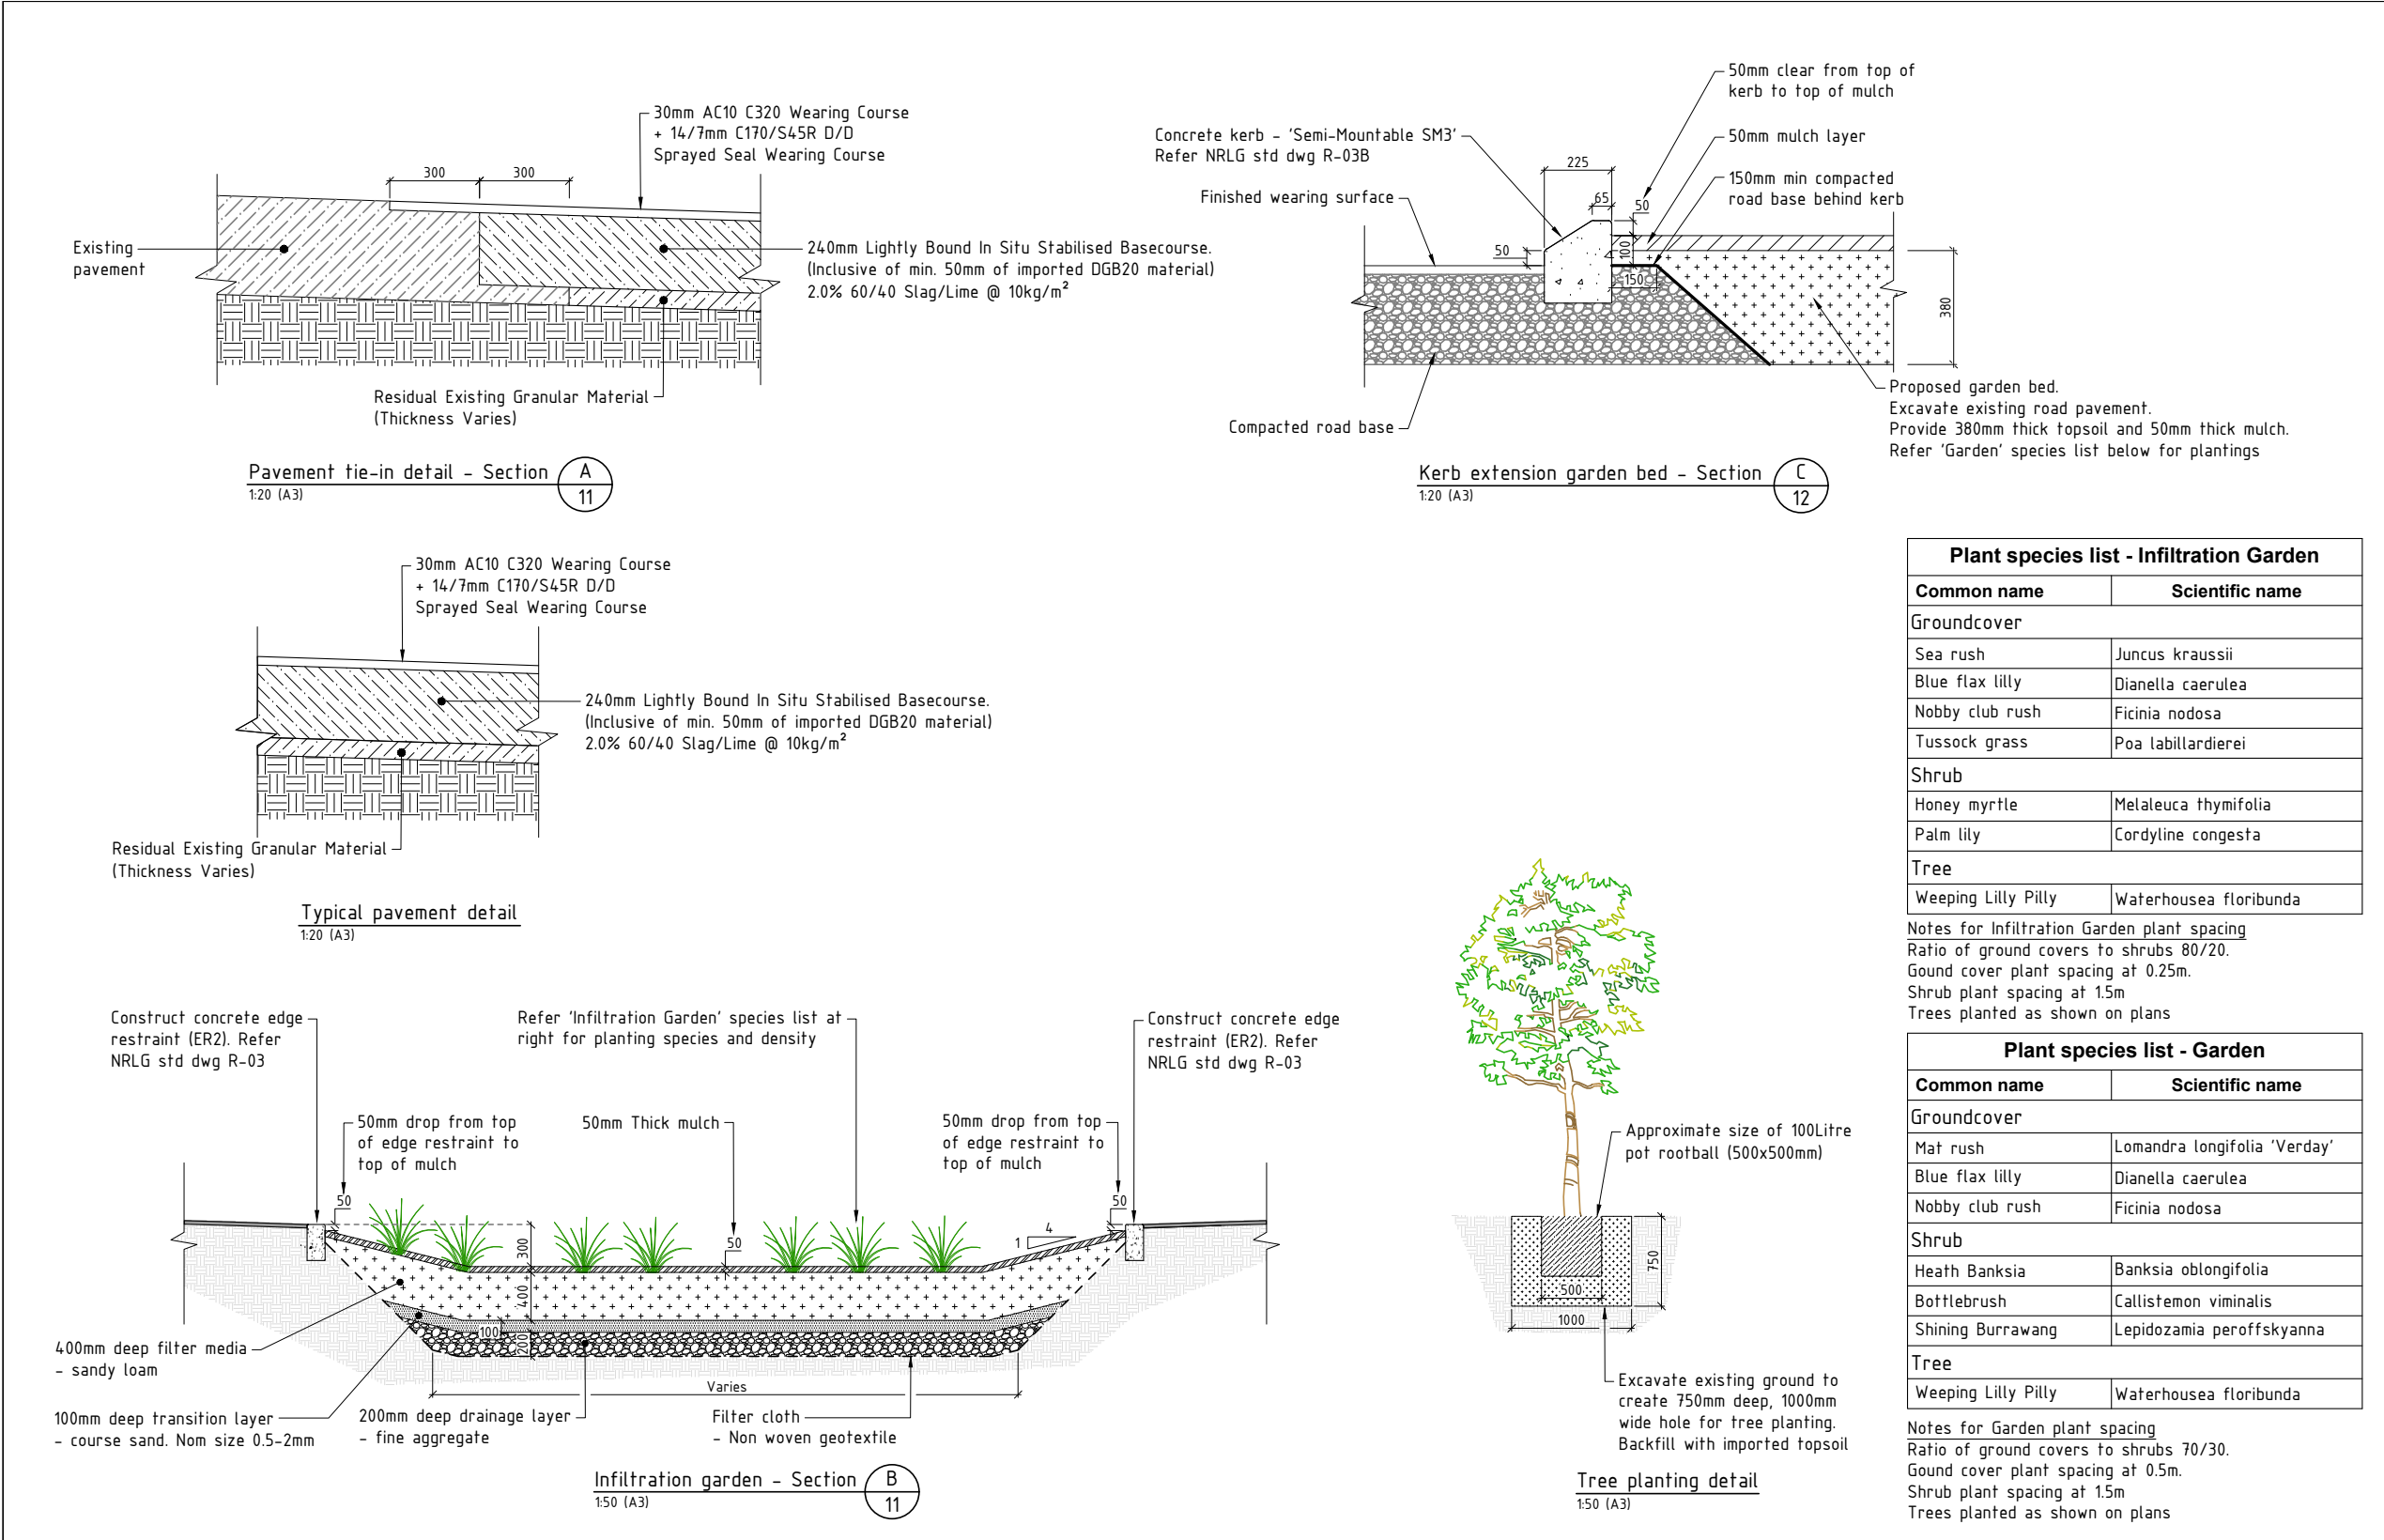 30mm AC10 C320 Wearing Course
+ 14/7mm C170/S45R D/D
Sprayed Seal Wearing Course
300
300
Existing
pavement
240mm Lightly Bound In Situ Stabilised Basecourse.
(Inclusive of min. 50mm of imported DGB20 material)
2.0% 60/40 Slag/Lime @ 10kg/m²
Residual Existing Granular Material
(Thickness Varies)
Pavement tie-in detail - Section
A
11
1:20 (A3)
50mm clear from top of
kerb to top of mulch
Concrete kerb - 'Semi-Mountable SM3'
Refer NRLG std dwg R-03B
50mm mulch layer
225
150mm min compacted
road base behind kerb
Finished wearing surface
65
50
50
100
150
380
Proposed garden bed.
Excavate existing road pavement.
Provide 380mm thick topsoil and 50mm thick mulch.
Refer 'Garden' species list below for plantings
Compacted road base
Kerb extension garden bed - Section
C
12
1:20 (A3)
30mm AC10 C320 Wearing Course
+ 14/7mm C170/S45R D/D
Sprayed Seal Wearing Course
240mm Lightly Bound In Situ Stabilised Basecourse.
(Inclusive of min. 50mm of imported DGB20 material)
2.0% 60/40 Slag/Lime @ 10kg/m²
Residual Existing Granular Material
(Thickness Varies)
Typical pavement detail
1:20 (A3)
Construct concrete edge
restraint (ER2). Refer
NRLG std dwg R-03
Refer 'Infiltration Garden' species list at
right for planting species and density
Construct concrete edge
restraint (ER2). Refer
NRLG std dwg R-03
50mm drop from top
of edge restraint to
top of mulch
50mm Thick mulch
50mm drop from top
of edge restraint to
top of mulch
50
50
50
300
4
1
400
100
200
Varies
400mm deep filter media
- sandy loam
100mm deep transition layer
- course sand. Nom size 0.5-2mm
200mm deep drainage layer
- fine aggregate
Filter cloth
- Non woven geotextile
Infiltration garden - Section
B
11
1:50 (A3)
Approximate size of 100Litre
pot rootball (500x500mm)
750
500
1000
Excavate existing ground to
create 750mm deep, 1000mm
wide hole for tree planting.
Backfill with imported topsoil
Tree planting detail
1:50 (A3)
Plant species list - Infiltration Garden
Common name Scientific name
Groundcover
Sea rush Juncus kraussii
Blue flax lilly Dianella caerulea
Nobby club rush Ficinia nodosa
Tussock grass Poa labillardierei
Shrub
Honey myrtle Melaleuca thymifolia
Palm lily Cordyline congesta
Tree
Weeping Lilly Pilly Waterhousea floribunda
Notes for Infiltration Garden plant spacing
Ratio of ground covers to shrubs 80/20.
Gound cover plant spacing at 0.25m.
Shrub plant spacing at 1.5m
Trees planted as shown on plans
Plant species list - Garden
Common name Scientific name
Groundcover
Mat rush Lomandra longifolia 'Verday'
Blue flax lilly Dianella caerulea
Nobby club rush Ficinia nodosa
Shrub
Heath Banksia Banksia oblongifolia
Bottlebrush Callistemon viminalis
Shining Burrawang Lepidozamia peroffskyanna
Tree
Weeping Lilly Pilly Waterhousea floribunda
Notes for Garden plant spacing
Ratio of ground covers to shrubs 70/30.
Gound cover plant spacing at 0.5m.
Shrub plant spacing at 1.5m
Trees planted as shown on plans